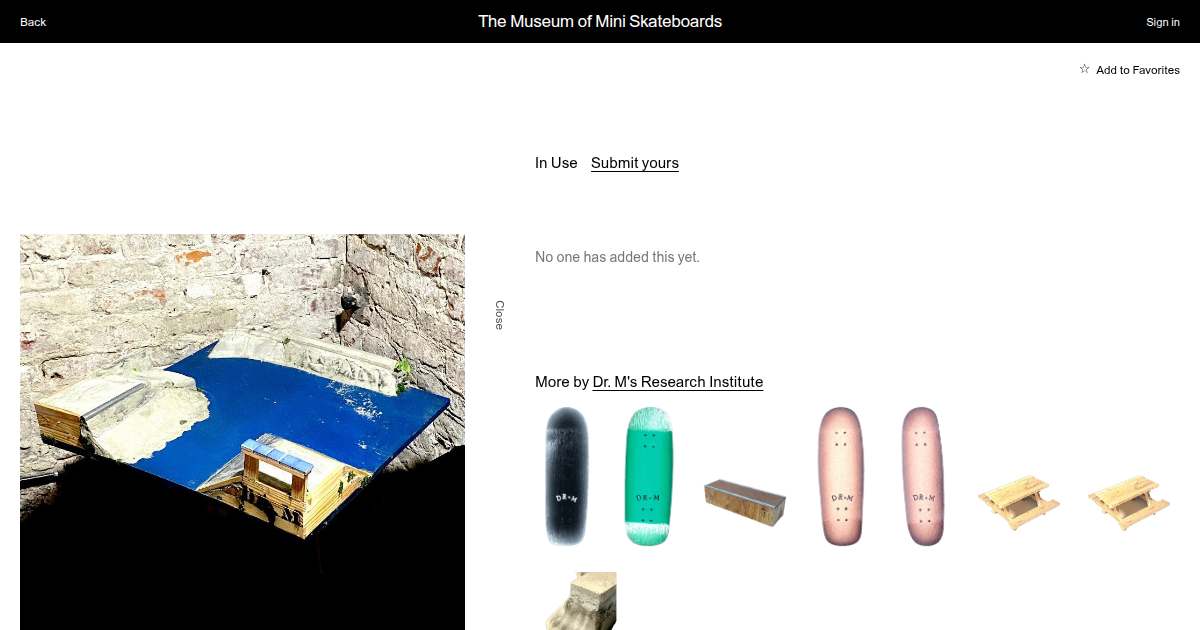 Back
The Museum of Mini Skateboards
Sign in
☆ Add to Favorites
In Use Submit yours
No one has added this yet.
Close
More by Dr. M's Research Institute
DR•M
DR•M
DR•M
DR•M